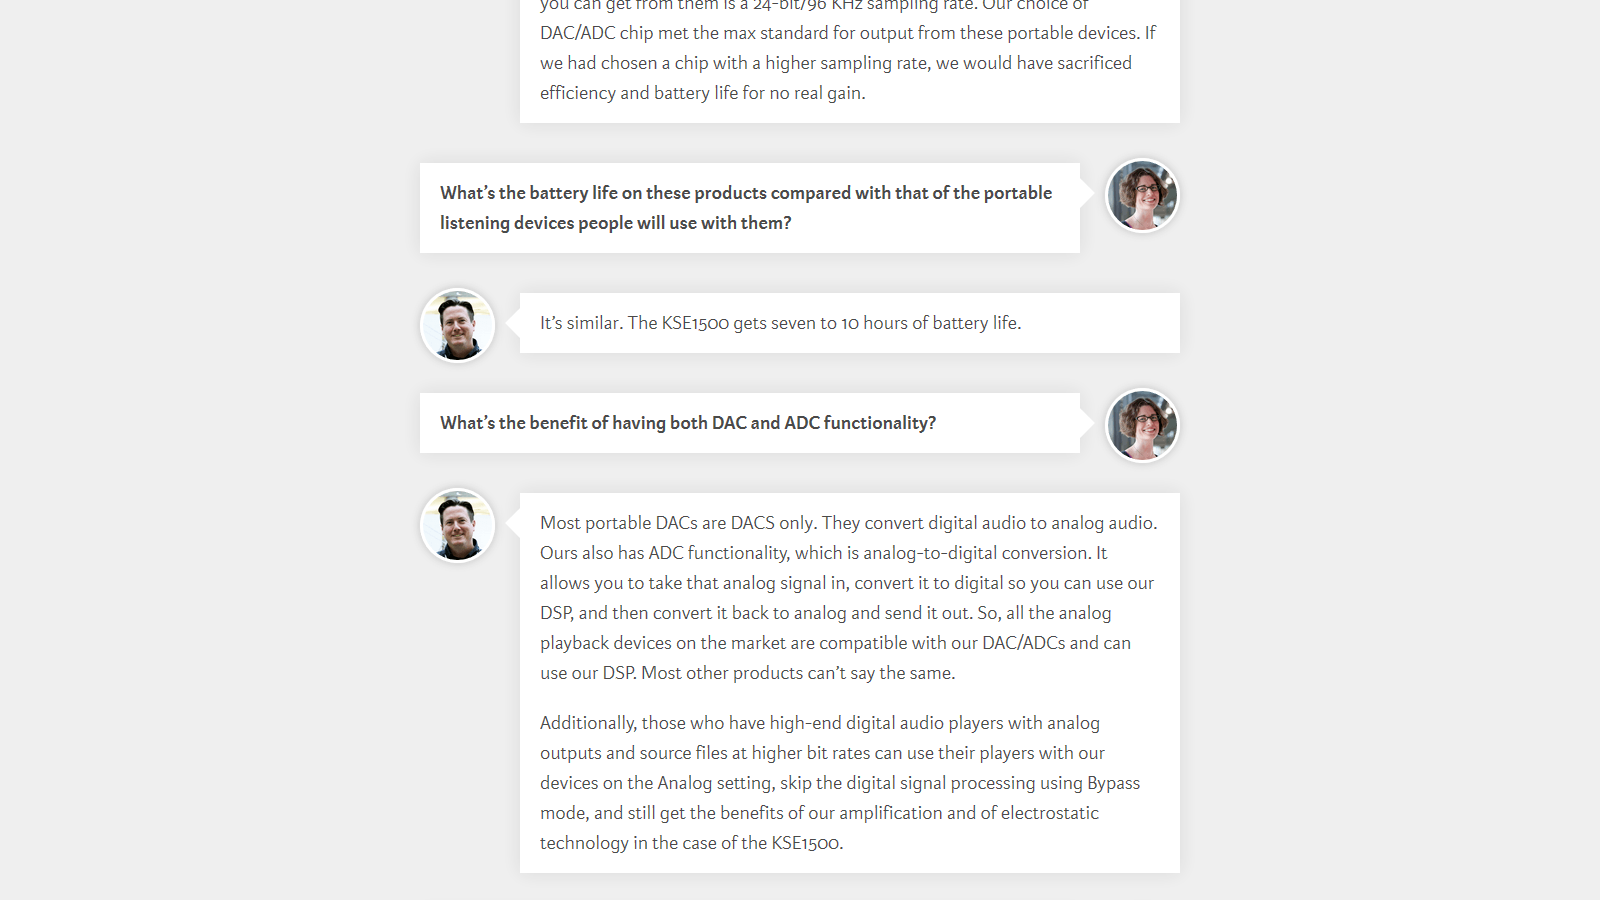 you can get from them is a 24-bit/96 KHz sampling rate. Our choice of
DAC/ADC chip met the max standard for output from these portable devices. If
we had chosen a chip with a higher sampling rate, we would have sacrificed
efficiency and battery life for no real gain.
What’s the battery life on these products compared with that of the portable
listening devices people will use with them?
It’s similar. The KSE1500 gets seven to 10 hours of battery life.
What’s the benefit of having both DAC and ADC functionality?
Most portable DACs are DACS only. They convert digital audio to analog audio.
Ours also has ADC functionality, which is analog-to-digital conversion. It
allows you to take that analog signal in, convert it to digital so you can use our
DSP, and then convert it back to analog and send it out. So, all the analog
playback devices on the market are compatible with our DAC/ADCs and can
use our DSP. Most other products can’t say the same.
Additionally, those who have high-end digital audio players with analog
outputs and source files at higher bit rates can use their players with our
devices on the Analog setting, skip the digital signal processing using Bypass
mode, and still get the benefits of our amplification and of electrostatic
technology in the case of the KSE1500.